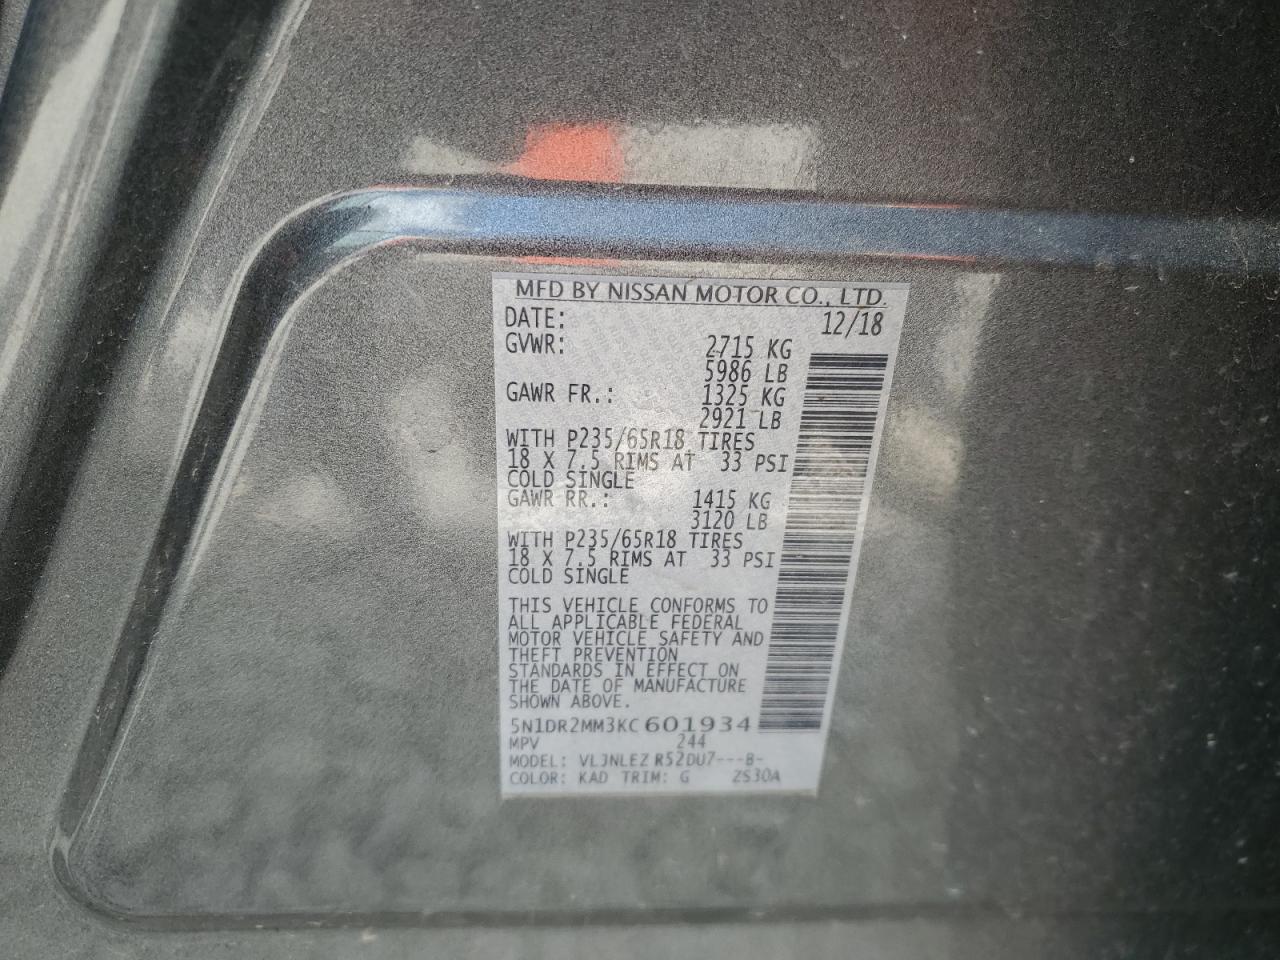 MFD BY NISSAN MOTOR CO., LTD.
DATE: 12/18
GVWR: 2715 KG
5986 LB
GAWR FR.: 1325 KG
2921 LB
WITH P235/65R18 TIRES
18 X 7.5 RIMS AT 33 PSI
COLD SINGLE
GAWR RR.: 1415 KG
3120 LB
WITH P235/65R18 TIRES
18 X 7.5 RIMS AT 33 PSI
COLD SINGLE
THIS VEHICLE CONFORMS TO
ALL APPLICABLE FEDERAL
MOTOR VEHICLE SAFETY AND
THEFT PREVENTION
STANDARDS IN EFFECT ON
THE DATE OF MANUFACTURE
SHOWN ABOVE.
5N1DR2MM3KC601934
MPV 244
MODEL: VLJNLEZ R52DU7---B-
COLOR: KAD TRIM: G 2S30A